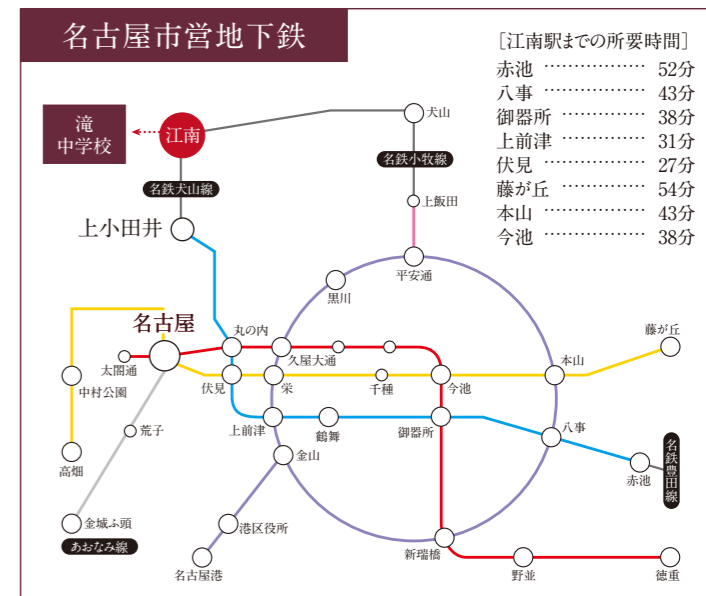 名古屋市営地下鉄
[江南駅までの所要時間]
赤池 ………………… 52分
八事 ………………… 43分
御器所 ……………… 38分
上前津 ……………… 31分
伏見 ………………… 27分
藤が丘 ……………… 54分
本山 ………………… 43分
今池 ………………… 38分
滝
中学校
江南
犬山
名鉄犬山線
名鉄小牧線
上飯田
上小田井
平安通
黒川
名古屋
丸の内
藤が丘
太閤通
久屋大通
本山
中村公園
伏見
栄
千種
今池
荒子
上前津
鶴舞
御器所
八事
高畑
金山
赤池
名鉄豊田線
金城ふ頭
港区役所
あおなみ線
新瑞橋
名古屋港
野並
徳重